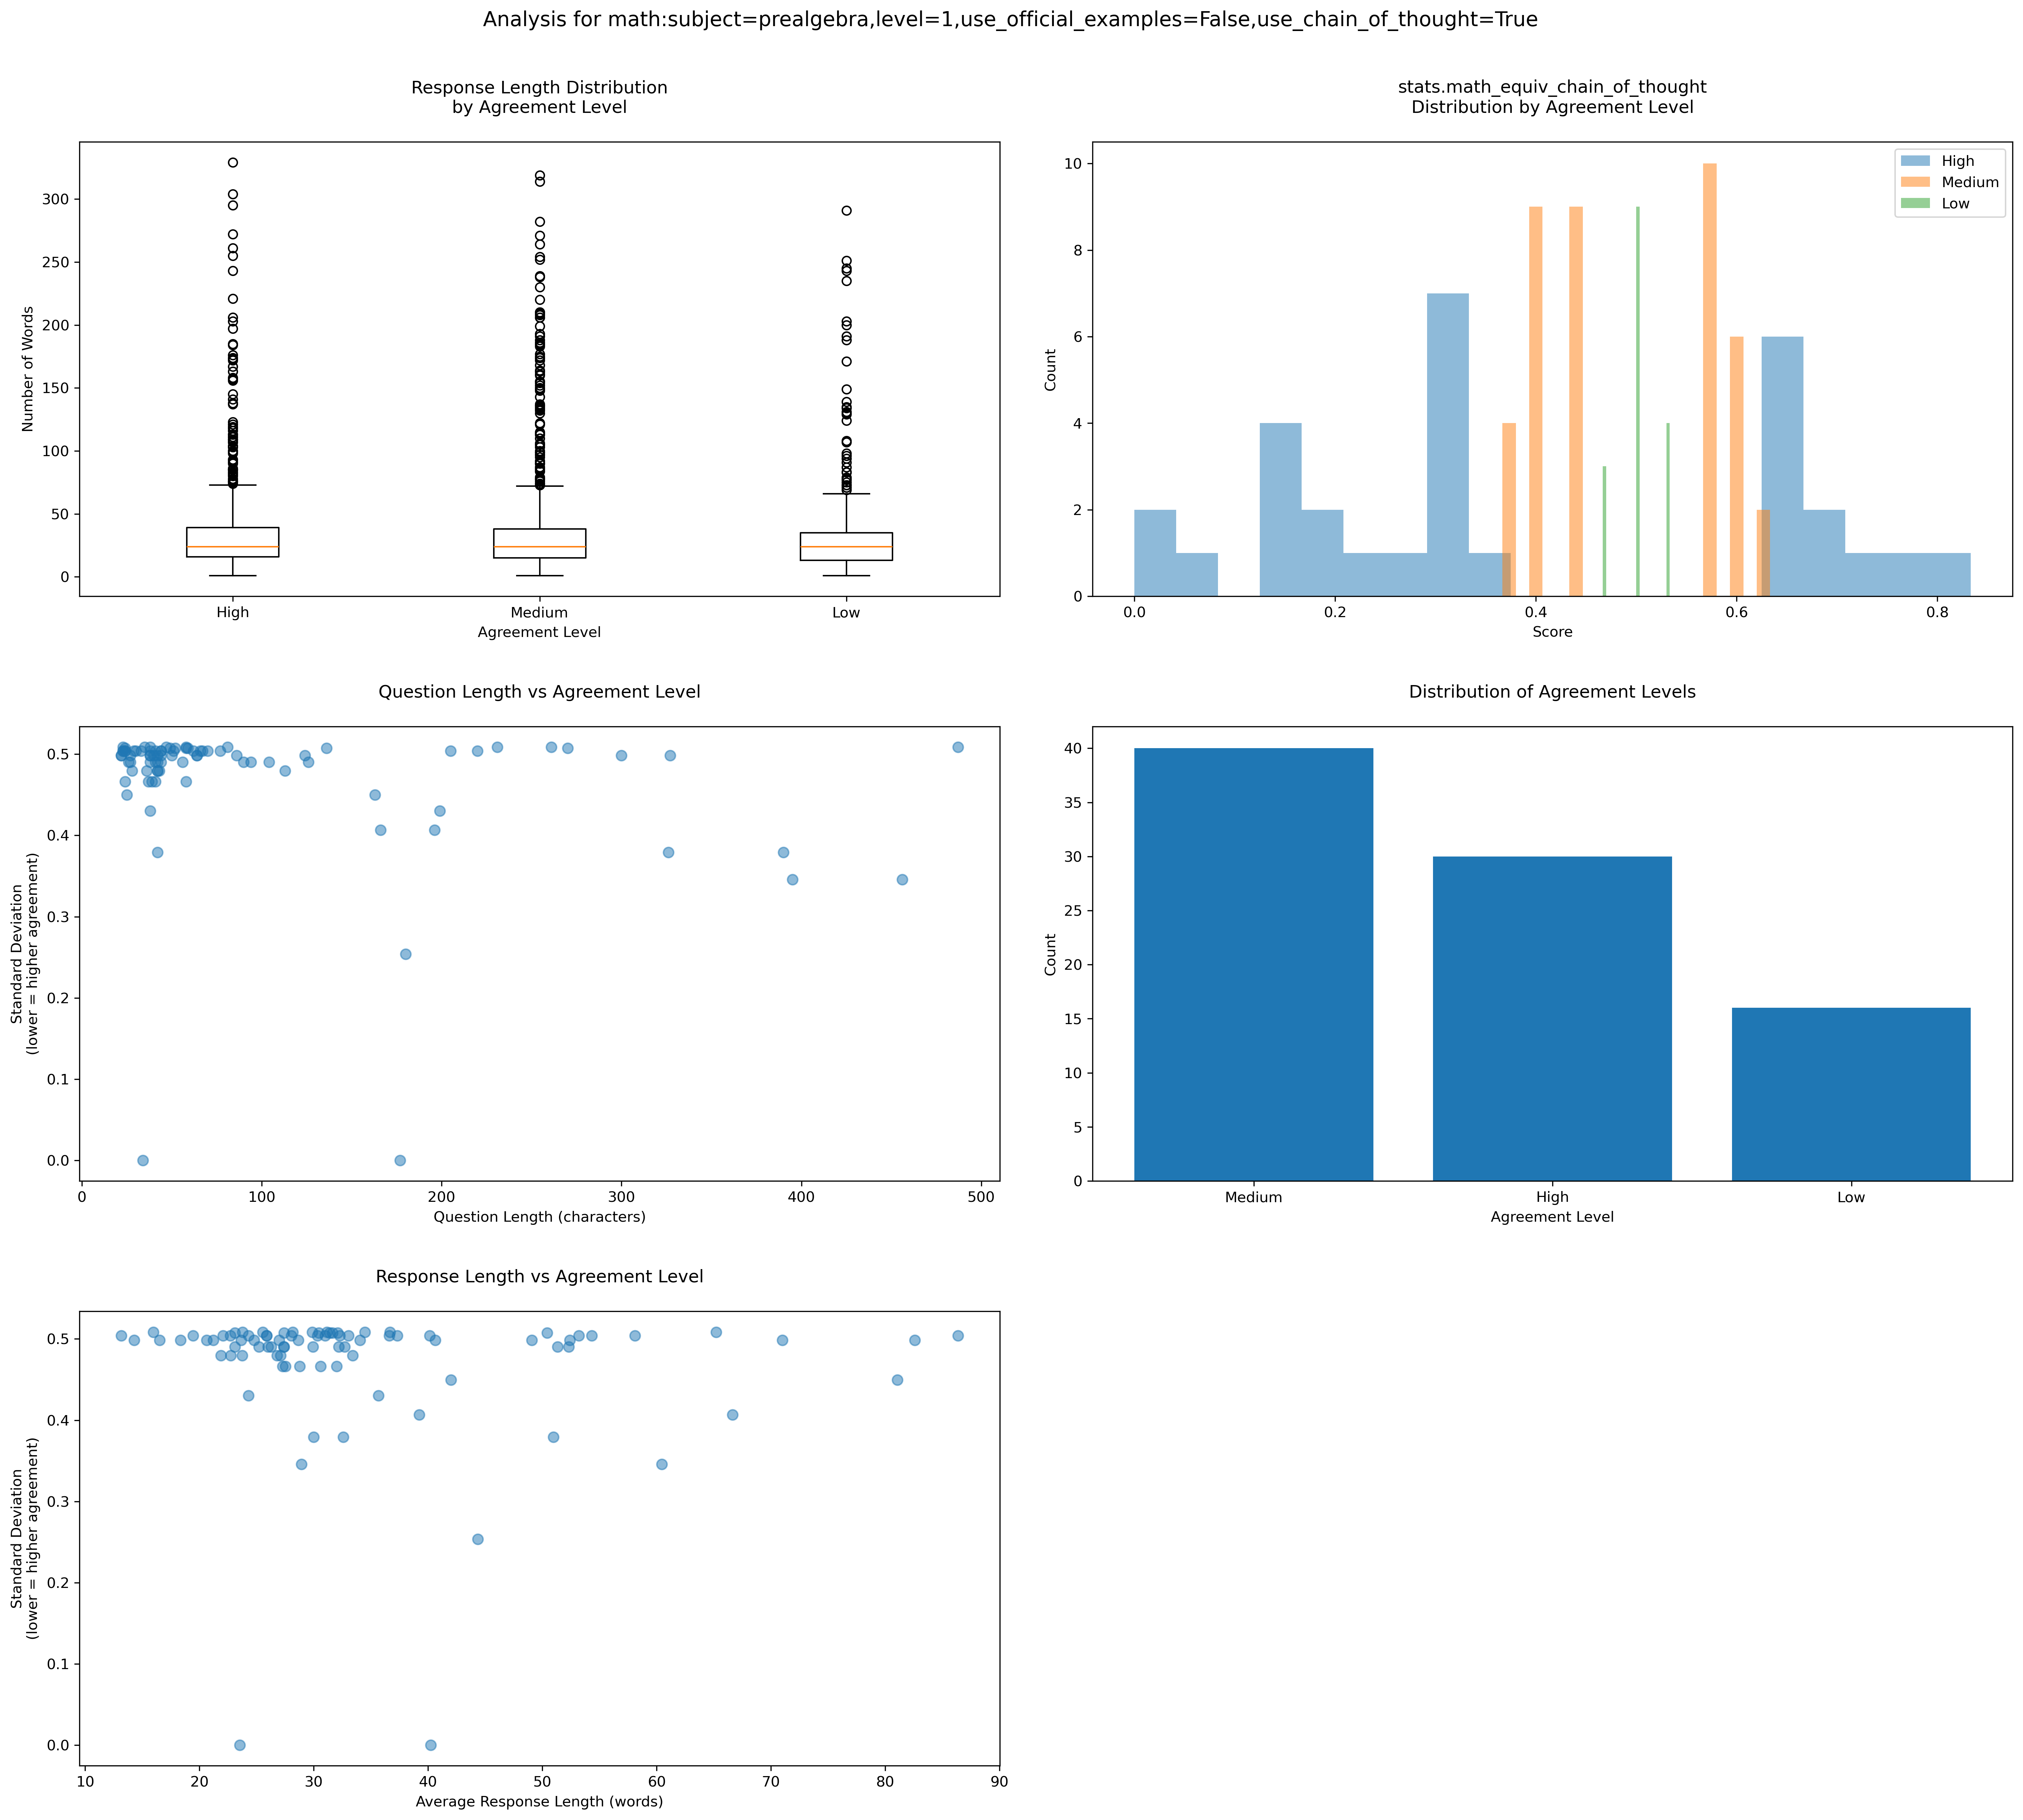 Analysis for math:subject=prealgebra,level=1,use_official_examples=False,use_chain_of_thought=True
Response Length Distribution
by Agreement Level
Number of Words
300
250
200
150
100
50
0
High
Medium
Low
Agreement Level
stats.math_equiv_chain_of_thought
Distribution by Agreement Level
High
Medium
Low
Count
10
8
6
4
2
0
0.0
0.2
0.4
0.6
0.8
Score
Question Length vs Agreement Level
Standard Deviation
(lower = higher agreement)
0.5
0.4
0.3
0.2
0.1
0.0
0
100
200
300
400
500
Question Length (characters)
Distribution of Agreement Levels
Count
40
35
30
25
20
15
10
5
0
Medium
High
Low
Agreement Level
Response Length vs Agreement Level
Standard Deviation
(lower = higher agreement)
0.5
0.4
0.3
0.2
0.1
0.0
10
20
30
40
50
60
70
80
90
Average Response Length (words)